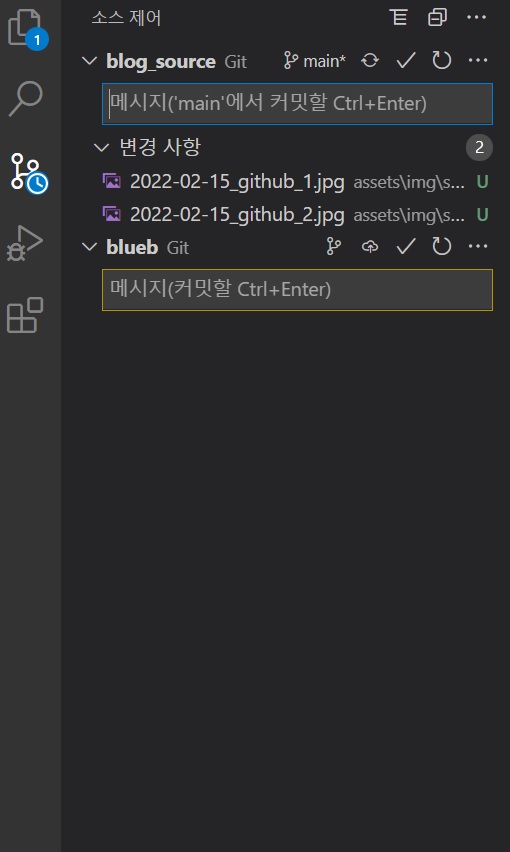 소스 제어
1
blog_source Git main*
메시지('main'에서 커밋할 Ctrl+Enter)
변경 사항 2
2022-02-15_github_1.jpg assets\img\s... U
2022-02-15_github_2.jpg assets\img\s... U
blueb Git
메시지(커밋할 Ctrl+Enter)